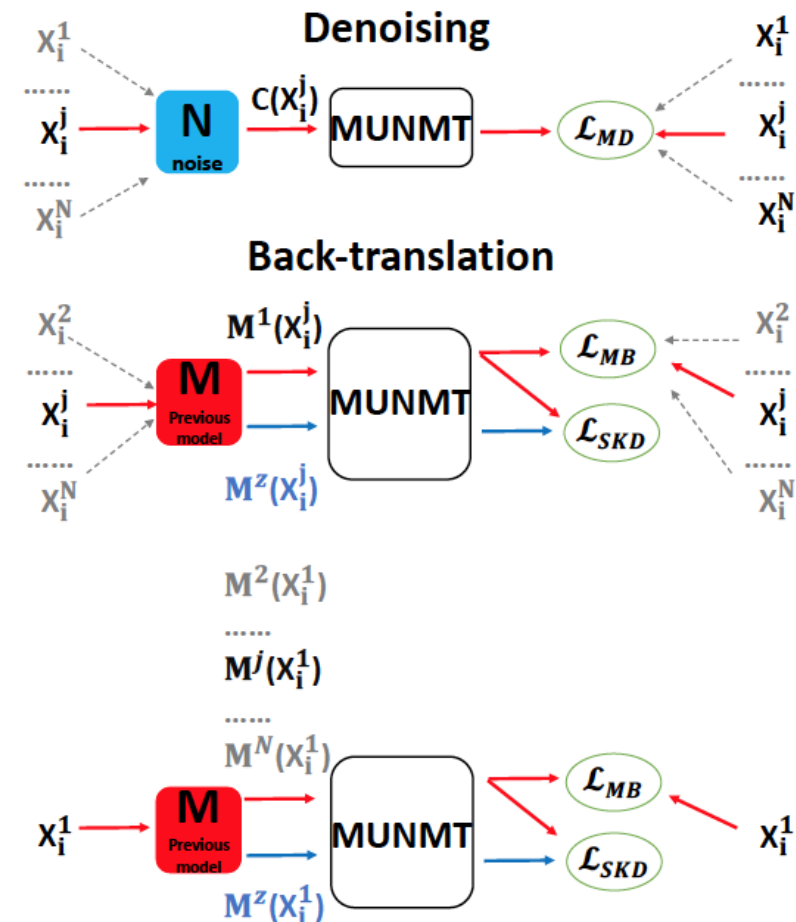 Denoising
X_i^1
......
X_i^j
......
X_i^N
N
noise
C(X_i^j)
MUNMT
ℒ_MD
X_i^1
......
X_i^j
......
X_i^N
Back-translation
X_i^2
......
X_i^j
......
X_i^N
M
Previous
model
M^1(X_i^j)
M^z(X_i^j)
MUNMT
ℒ_MB
ℒ_SKD
X_i^2
......
X_i^j
......
X_i^N
M^2(X_i^1)
......
M^j(X_i^1)
......
M^N(X_i^1)
X_i^1
M
Previous
model
M^z(X_i^1)
MUNMT
ℒ_MB
ℒ_SKD
X_i^1